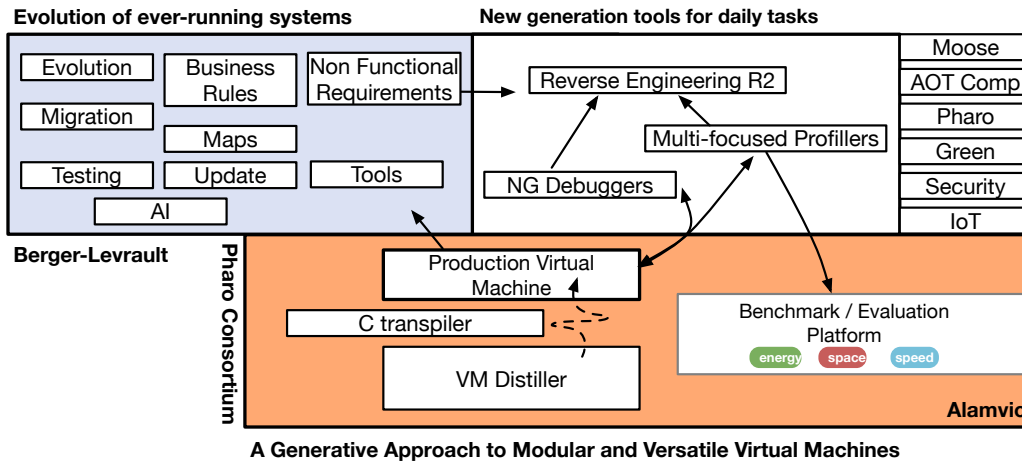 Evolution of ever-running systems
New generation tools for daily tasks
Evolution
Business
Rules
Non Functional
Requirements
Migration
Maps
Testing
Update
Tools
AI
Reverse Engineering R2
Multi-focused Profillers
NG Debuggers
Moose
AOT Comp
Pharo
Green
Security
IoT
Berger-Levrault
Pharo Consortium
Production Virtual
Machine
C transpiler
VM Distiller
Benchmark / Evaluation
Platform
energy
space
speed
Alamvic
A Generative Approach to Modular and Versatile Virtual Machines